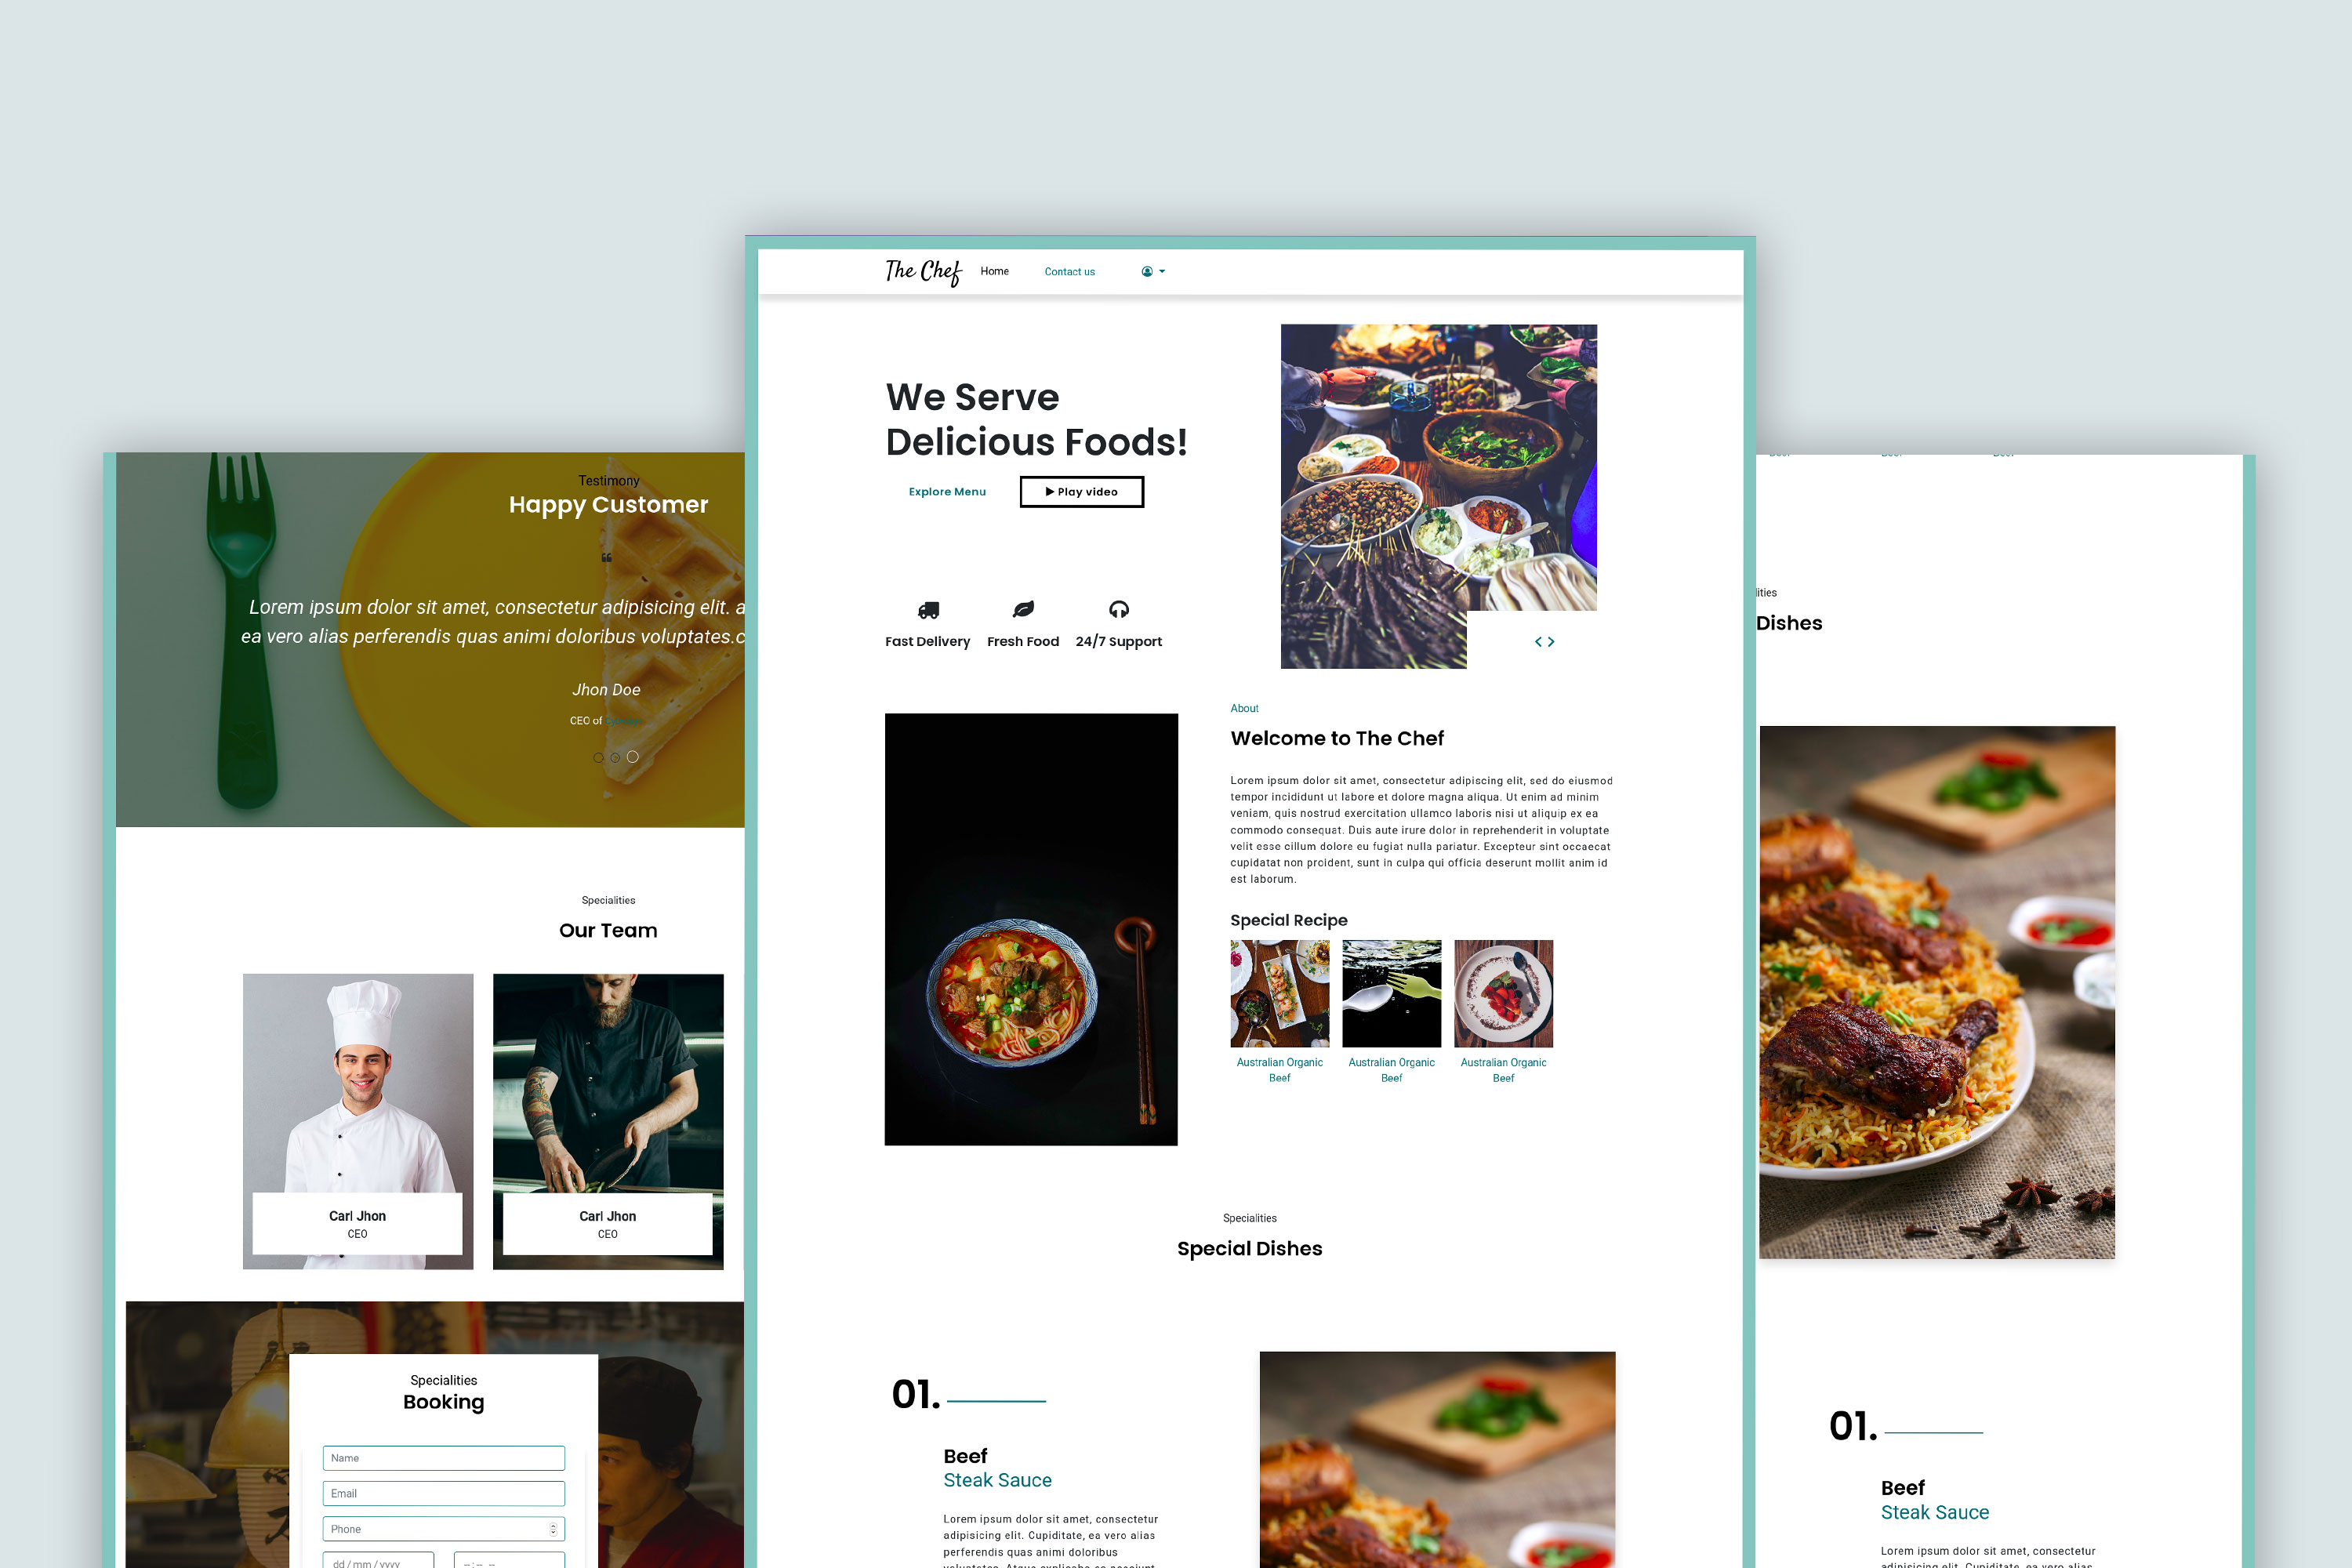 The Chef
Home
Contact us
We Serve
Delicious Foods!
Explore Menu
Play video
Fast Delivery
Fresh Food
24/7 Support
About
Welcome to The Chef
Lorem ipsum dolor sit amet, consectetur adipiscing elit, sed do eiusmod
tempor incididunt ut labore et dolore magna aliqua. Ut enim ad minim
veniam, quis nostrud exercitation ullamco laboris nisi ut aliquip ex ea
commodo consequat. Duis aute irure dolor in reprehenderit in voluptate
velit esse cillum dolore eu fugiat nulla pariatur. Excepteur sint occaecat
cupidatat non prcident, sunt in culpa qui officia deserunt mollit anim id
est laborum.
Special Recipe
Australian Organic
Beef
Australian Organic
Beef
Australian Organic
Beef
Specialities
Special Dishes
01.
Beef
Steak Sauce
Lorem ipsum dolor sit amet, consectetur
adipisicing elit. Cupiditate, ea vero alias
perferendis quas animi doloribus
Testimony
Happy Customer
❝
Lorem ipsum dolor sit amet, consectetur adipisicing elit. a
ea vero alias perferendis quas animi doloribus voluptates.c
Jhon Doe
CEO of
Specialities
Our Team
Carl Jhon
CEO
Carl Jhon
CEO
Specialities
Booking
Name
Email
Phone
dd / mm / yyyy
-- : -- --
Dishes
01.
Beef
Steak Sauce
Lorem ipsum dolor sit amet, consectetur